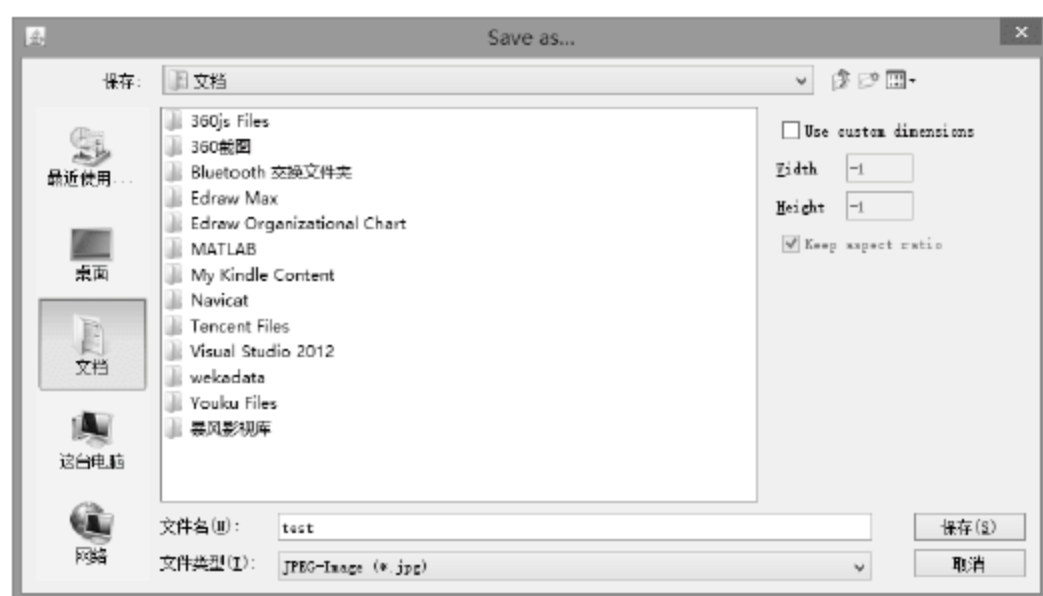 Save as...
保存:
文档
最近使用...
桌面
文档
这台电脑
网络
360js Files
360截图
Bluetooth 交换文件夹
Edraw Max
Edraw Organizational Chart
MATLAB
My Kindle Content
Navicat
Tencent Files
Visual Studio 2012
wekadata
Youku Files
暴风影视库
Use custom dimensions
Width -1
Height -1
Keep aspect ratio
文件名(N): test
保存(S)
文件类型(T): JPEG-Image (*.jpg)
取消